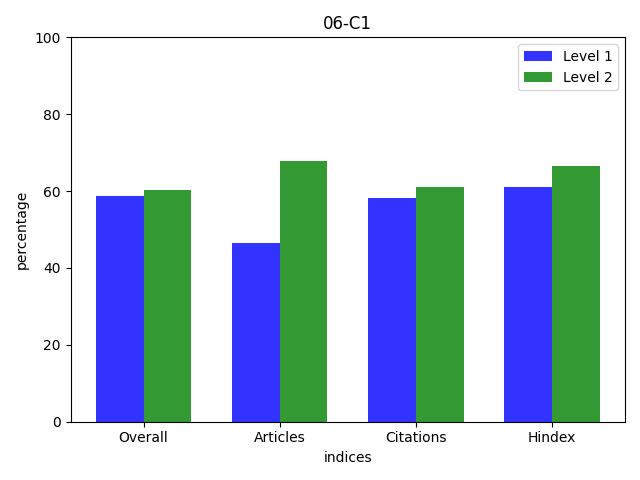 06-C1
100
80
60
40
20
0
percentage
Level 1
Level 2
Overall Articles Citations Hindex
indices